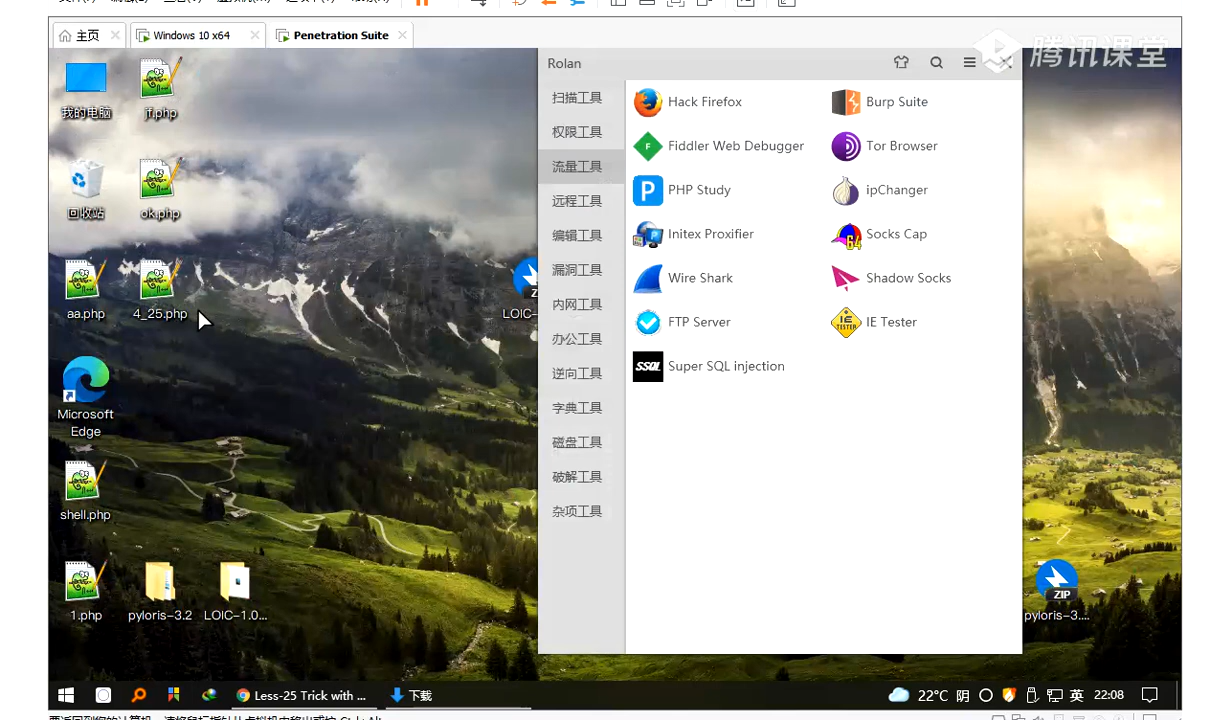 主页
Windows 10 x64
Penetration Suite
腾讯课堂
我的电脑
jf.php
回收站
ok.php
aa.php
4_25.php
Microsoft
Edge
shell.php
1.php
pyloris-3.2
LOIC-1.0...
LOIC-
Rolan
扫描工具
权限工具
流量工具
远程工具
编辑工具
漏洞工具
内网工具
办公工具
逆向工具
字典工具
磁盘工具
破解工具
杂项工具
Hack Firefox
Burp Suite
Fiddler Web Debugger
Tor Browser
PHP Study
ipChanger
Initex Proxifier
Socks Cap
Wire Shark
Shadow Socks
FTP Server
IE Tester
Super SQL injection
ZIP
pyloris-3....
Less-25 Trick with ...
下载
22°C 阴
英
22:08